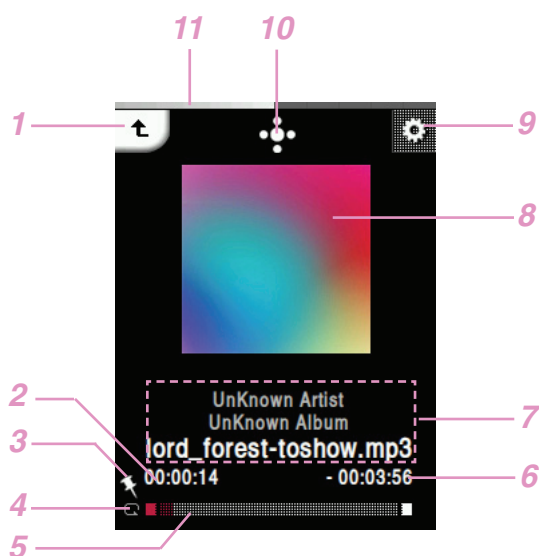 11 10
1 9
8
UnKnown Artist
2 UnKnown Album 7
lord_forest-toshow.mp3
3 00:00:14 - 00:03:56 6
4
5